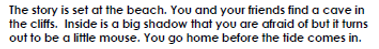 The story is set at the beach. You and your friends find a cave in
the cliffs.  Inside is a big shadow that you are afraid of but it turns
out to be a little mouse. You go home before the tide comes in.